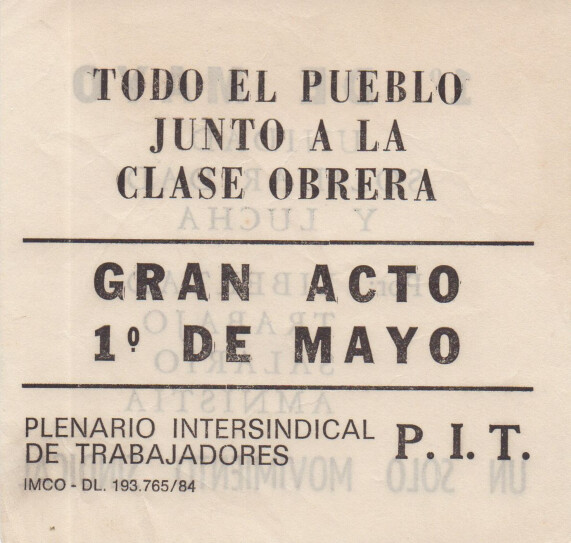 TODO EL PUEBLO
JUNTO A LA
CLASE OBRERA
GRAN ACTO
1º DE MAYO
PLENARIO INTERSINDICAL
DE TRABAJADORES
P. I. T.
IMCO - DL. 193.765/84